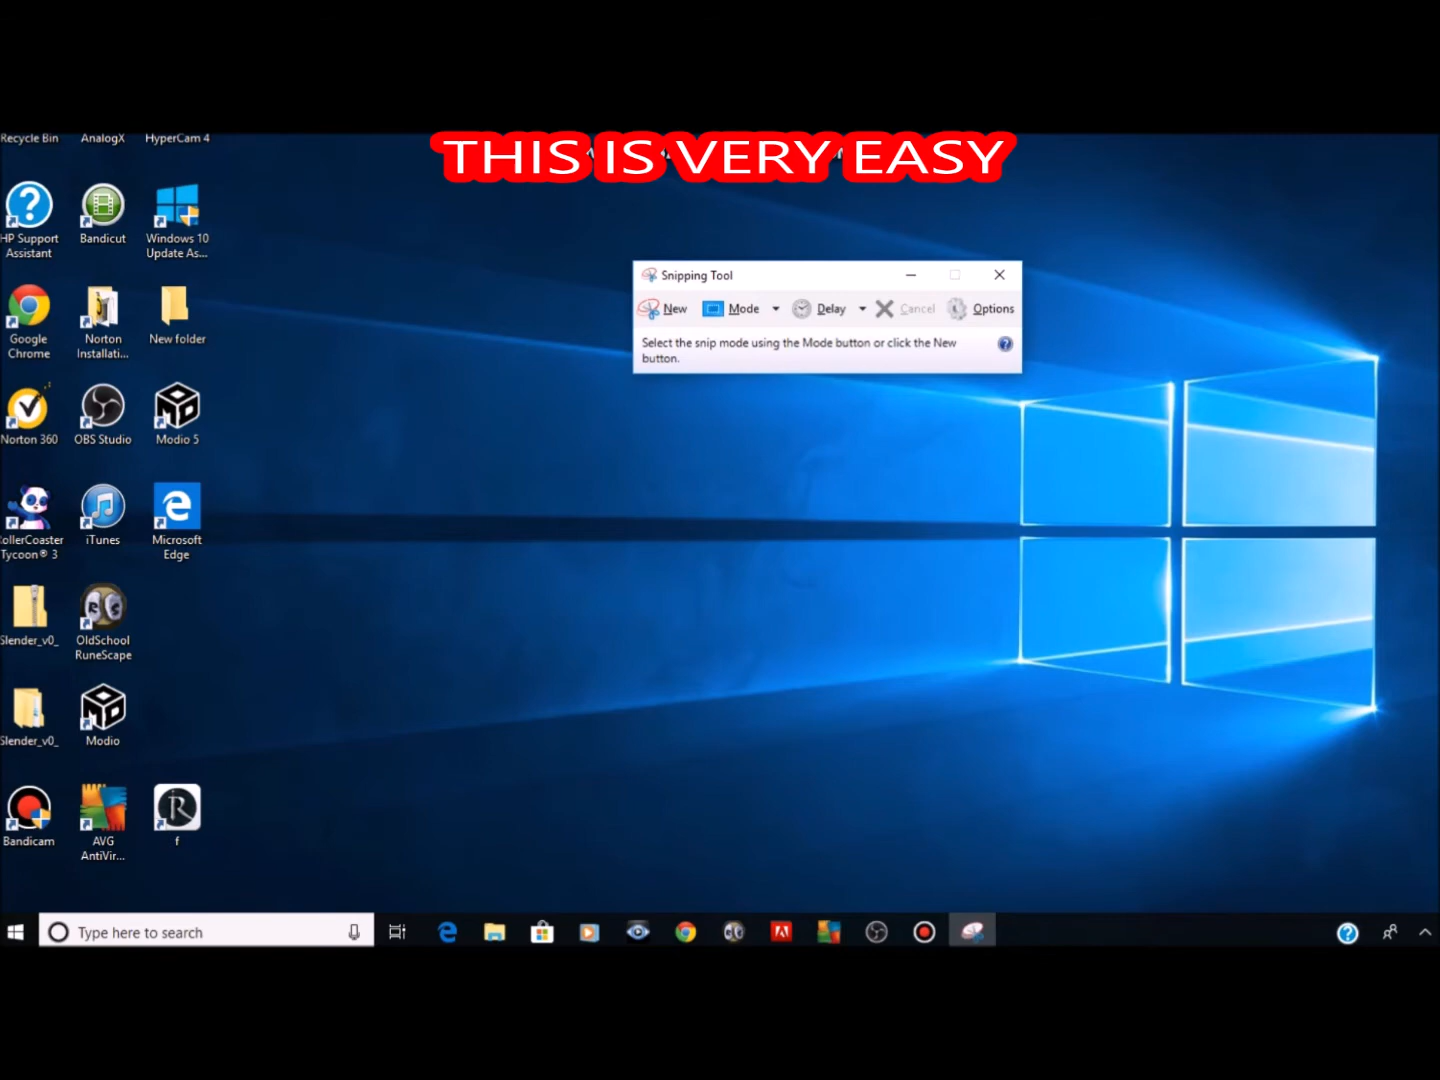 THIS IS VERY EASY
Recycle Bin
AnalogX
HyperCam 4
HP Support
Assistant
Bandicut
Windows 10
Update As...
Google
Chrome
Norton
Installati...
New folder
Norton 360
OBS Studio
Modio 5
ollerCoaster
Tycoon® 3
iTunes
Microsoft
Edge
Slender_v0_
OldSchool
RuneScape
Slender_v0_
Modio
Bandicam
AVG
AntiVir...
f
Snipping Tool
New Mode Delay Cancel Options
Select the snip mode using the Mode button or click the New
button.
Type here to search